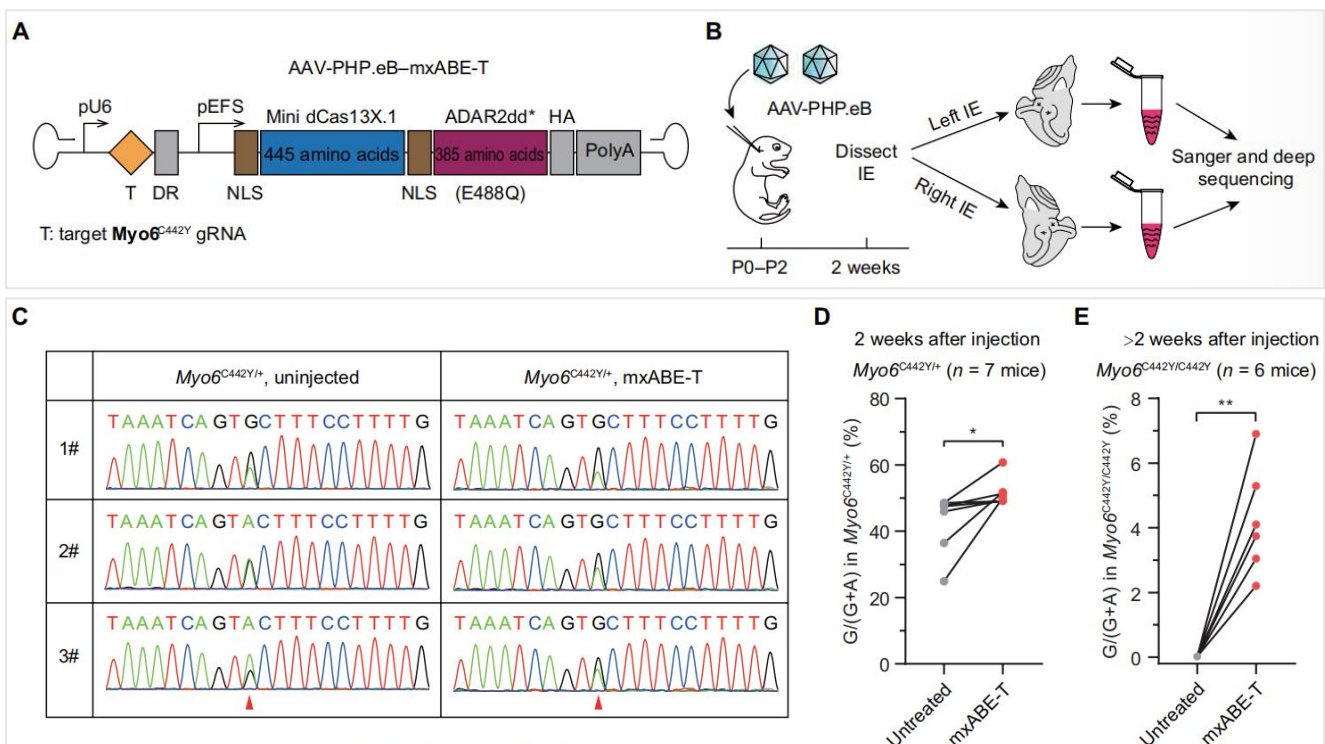 A
AAV-PHP.eB–mxABE-T
pU6
pEFS
Mini dCas13X.1
ADAR2dd*
HA
445 amino acids
385 amino acids
PolyA
T
DR
NLS
NLS
(E488Q)
T: target Myo6C442Y gRNA
B
AAV-PHP.eB
Dissect
IE
Left IE
Right IE
Sanger and deep
sequencing
P0–P2
2 weeks
C
Myo6C442Y/+, uninjected
Myo6C442Y/+, mxABE-T
1#
TAAATCAGTGCTTTCCTTTTG
TAAATCAGTGCTTTCCTTTTG
2#
TAAATCAGTACTTTCCTTTTG
TAAATCAGTGCTTTCCTTTTG
3#
TAAATCAGTACTTTCCTTTTG
TAAATCAGTGCTTTCCTTTTG
D
2 weeks after injection
Myo6C442Y/+ (n = 7 mice)
G/(G+A) in Myo6C442Y/+ (%)
80
60
40
20
0
*
Untreated
mxABE-T
E
>2 weeks after injection
Myo6C442Y/C442Y (n = 6 mice)
G/(G+A) in Myo6C442Y/C442Y (%)
8
6
4
2
0
**
Untreated
mxABE-T